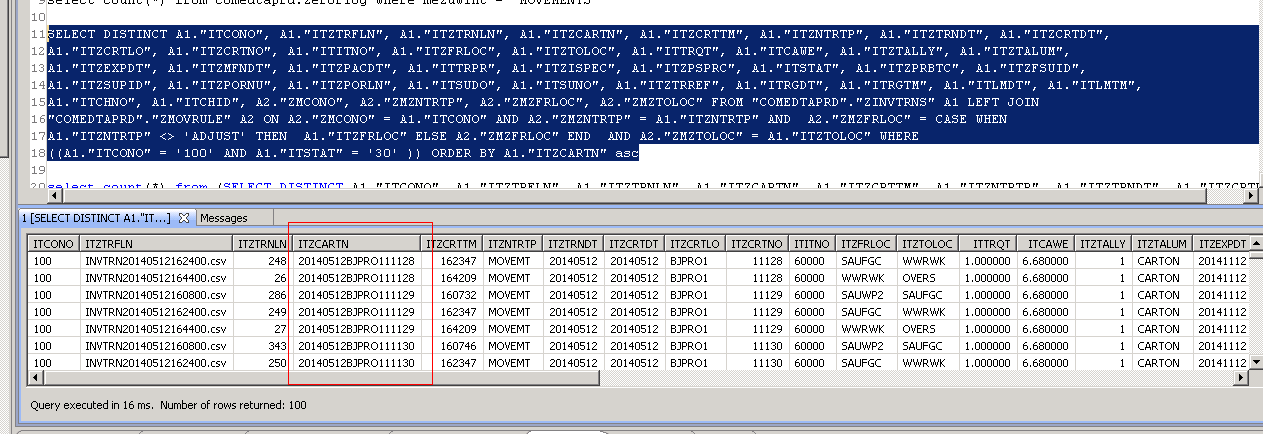 9 select count(*) from comedtaprd.zerorlog where mezdwint = 'MOVEMENTS'
10
11 SELECT DISTINCT A1."ITCONO", A1."ITZTRFLN", A1."ITZTRNLN", A1."ITZCARTN", A1."ITZCRTTM", A1."ITZNTRTP", A1."ITZTRNDT", A1."ITZCRTDT",
12 A1."ITZCRTLO", A1."ITZCRTNO", A1."ITITNO", A1."ITZFRLOC", A1."ITZTOLOC", A1."ITTRQT", A1."ITCAWE", A1."ITZTALLY", A1."ITZTALUM",
13 A1."ITZEXPDT", A1."ITZMFNDT", A1."ITZPACDT", A1."ITTRPR", A1."ITZISPEC", A1."ITZPSPRC", A1."ITSTAT", A1."ITZPRBTC", A1."ITZFSUID",
14 A1."ITZSUPID", A1."ITZPORNU", A1."ITZPORLN", A1."ITSUDO", A1."ITSUNO", A1."ITZTRREF", A1."ITRGDT", A1."ITRGTM", A1."ITLMDT", A1."ITLMTM",
15 A1."ITCHNO", A1."ITCHID", A2."ZMCONO", A2."ZMZNTRTP", A2."ZMZFRLOC", A2."ZMZTOLOC" FROM "COMEDTAPRD"."ZINVTRNS" A1 LEFT JOIN
16 "COMEDTAPRD"."ZMOVRULE" A2 ON A2."ZMCONO" = A1."ITCONO" AND A2."ZMZNTRTP" = A1."ITZNTRTP" AND A2."ZMZFRLOC" = CASE WHEN
17 A1."ITZNTRTP" <> 'ADJUST' THEN A1."ITZFRLOC" ELSE A2."ZMZFRLOC" END AND A2."ZMZTOLOC" = A1."ITZTOLOC" WHERE
18 ((A1."ITCONO" = '100' AND A1."ITSTAT" = '30' )) ORDER BY A1."ITZCARTN" asc
19
20 select count(*) from (SELECT DISTINCT A1."ITCONO", A1."ITZTRFLN", A1."ITZTRNLN", A1."ITZCARTN", A1."ITZCRTTM", A1."ITZNTRTP", A1."ITZTRNDT", A1."ITZCRTD
1 [SELECT DISTINCT A1."IT...] Messages
ITCONO ITZTRFLN ITZTRNLN ITZCARTN ITZCRTTM ITZNTRTP ITZTRNDT ITZCRTDT ITZCRTLO ITZCRTNO ITITNO ITZFRLOC ITZTOLOC ITTRQT ITCAWE ITZTALLY ITZTALUM ITZEXPDT
100 INVTRN20140512162400.csv 248 20140512BJPRO111128 162347 MOVEMT 20140512 20140512 BJPRO1 11128 60000 SAUFGC WWRWK 1.000000 6.680000 1 CARTON 20141112
100 INVTRN20140512164400.csv 26 20140512BJPRO111128 164209 MOVEMT 20140512 20140512 BJPRO1 11128 60000 WWRWK OVERS 1.000000 6.680000 1 CARTON 20141112
100 INVTRN20140512160800.csv 286 20140512BJPRO111129 160732 MOVEMT 20140512 20140512 BJPRO1 11129 60000 SAUWP2 SAUFGC 1.000000 6.680000 1 CARTON 20141112
100 INVTRN20140512162400.csv 249 20140512BJPRO111129 162347 MOVEMT 20140512 20140512 BJPRO1 11129 60000 SAUFGC WWRWK 1.000000 6.680000 1 CARTON 20141112
100 INVTRN20140512164400.csv 27 20140512BJPRO111129 164209 MOVEMT 20140512 20140512 BJPRO1 11129 60000 WWRWK OVERS 1.000000 6.680000 1 CARTON 20141112
100 INVTRN20140512160800.csv 343 20140512BJPRO111130 160746 MOVEMT 20140512 20140512 BJPRO1 11130 60000 SAUWP2 SAUFGC 1.000000 6.680000 1 CARTON 20141112
100 INVTRN20140512162400.csv 250 20140512BJPRO111130 162347 MOVEMT 20140512 20140512 BJPRO1 11130 60000 SAUFGC WWRWK 1.000000 6.680000 1 CARTON 20141112
Query executed in 16 ms. Number of rows returned: 100